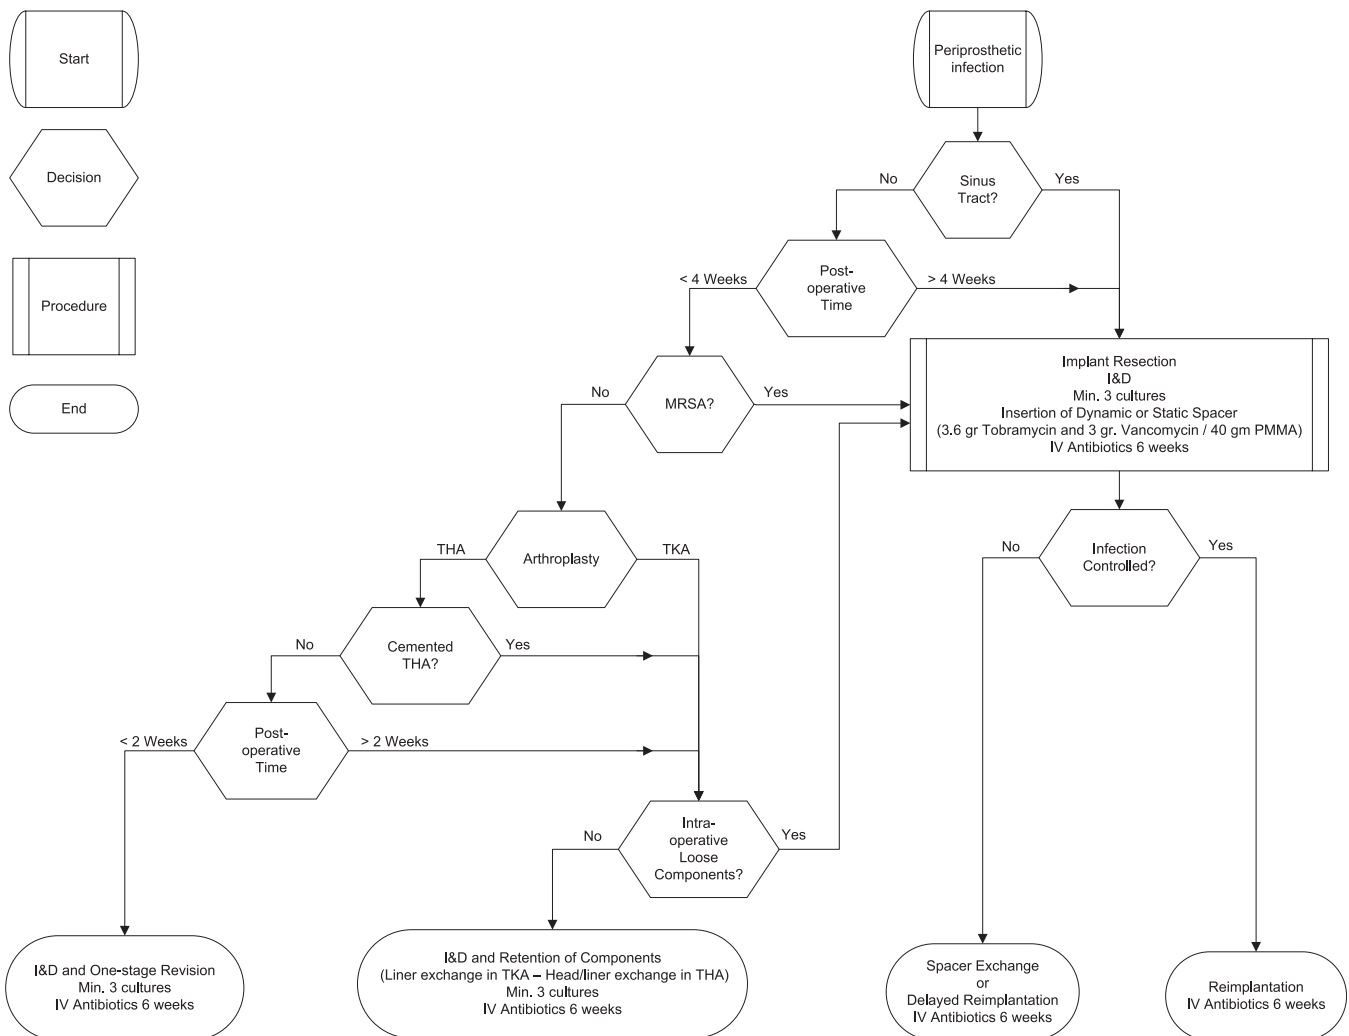 Start
Decision
Procedure
End
Periprosthetic
infection
Sinus
Tract?
No
Yes
Post-
operative
Time
< 4 Weeks
> 4 Weeks
MRSA?
No
Yes
Implant Resection
I&D
Min. 3 cultures
Insertion of Dynamic or Static Spacer
(3.6 gr Tobramycin and 3 gr. Vancomycin / 40 gm PMMA)
IV Antibiotics 6 weeks
Arthroplasty
THA
TKA
Infection
Controlled?
No
Yes
Cemented
THA?
No
Yes
Post-
operative
Time
< 2 Weeks
> 2 Weeks
Intra-
operative
Loose
Components?
No
Yes
I&D and One-stage Revision
Min. 3 cultures
IV Antibiotics 6 weeks
I&D and Retention of Components
(Liner exchange in TKA – Head/liner exchange in THA)
Min. 3 cultures
IV Antibiotics 6 weeks
Spacer Exchange
or
Delayed Reimplantation
IV Antibiotics 6 weeks
Reimplantation
IV Antibiotics 6 weeks